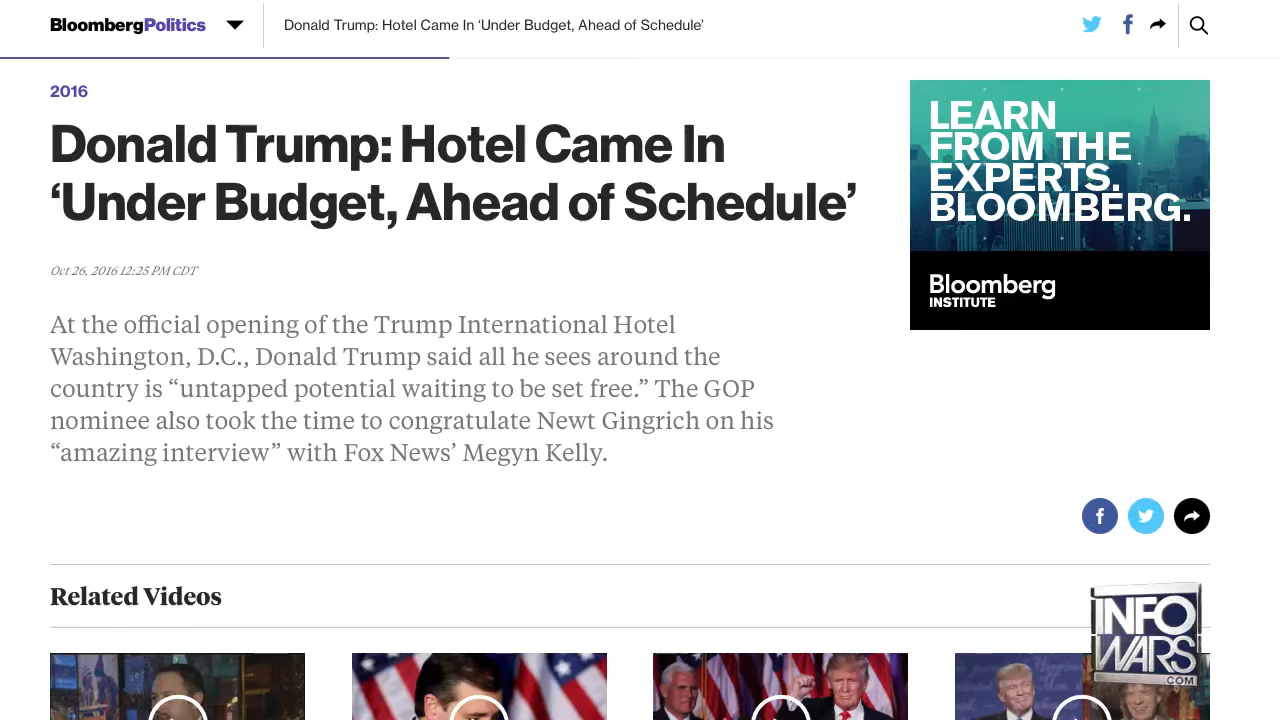 BloombergPolitics
Donald Trump: Hotel Came In ‘Under Budget, Ahead of Schedule’
2016
Donald Trump: Hotel Came In
‘Under Budget, Ahead of Schedule’
Oct 26, 2016 12:25 PM CDT
At the official opening of the Trump International Hotel
Washington, D.C., Donald Trump said all he sees around the
country is “untapped potential waiting to be set free.” The GOP
nominee also took the time to congratulate Newt Gingrich on his
“amazing interview” with Fox News’ Megyn Kelly.
LEARN
FROM THE
EXPERTS.
BLOOMBERG.
Bloomberg
INSTITUTE
Related Videos
INFO
WARS
.COM